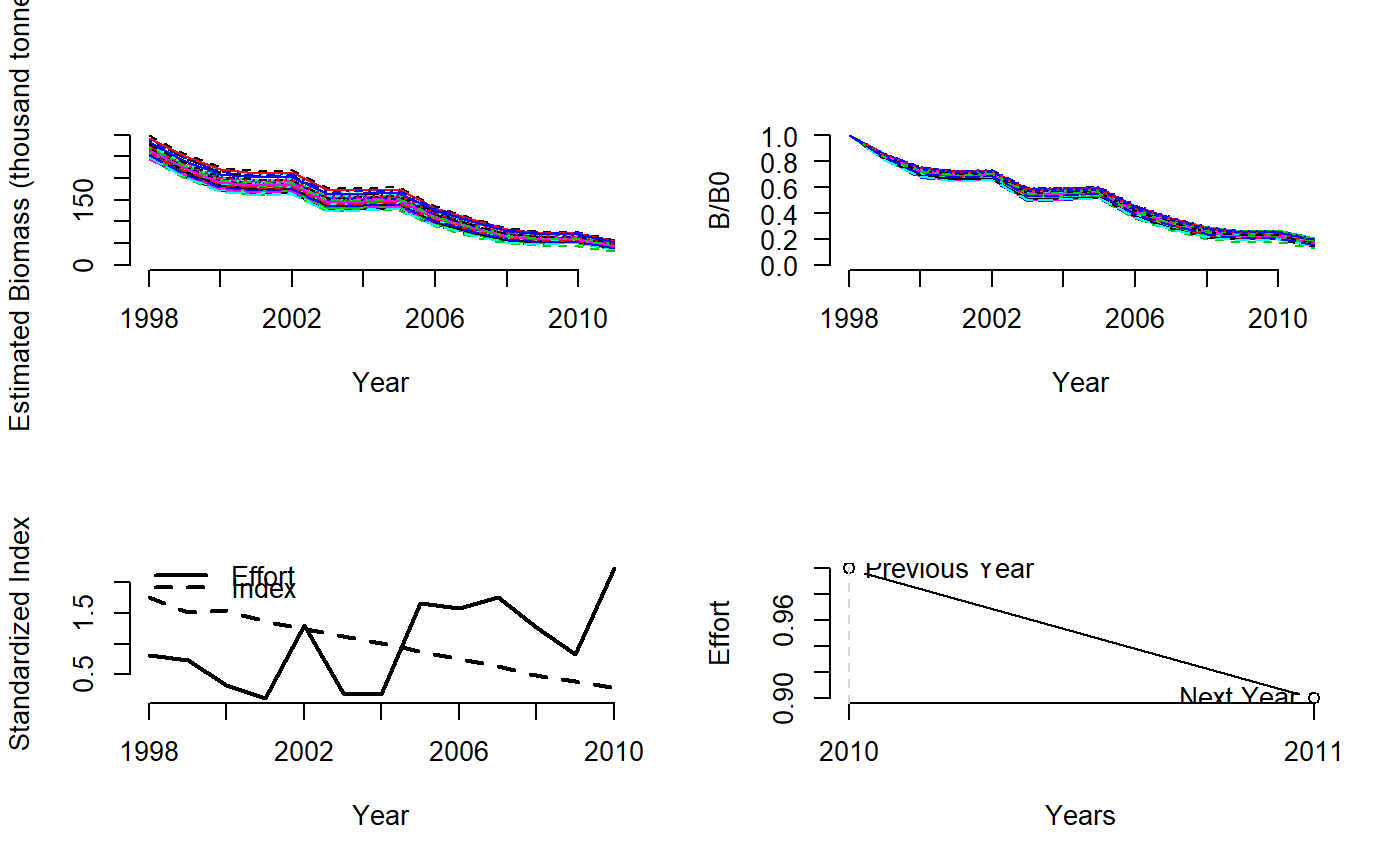 Estimated Biomass (thousand tonne
150
0
1998 2002 2006 2010
Year
B/B0
1.0
0.8
0.6
0.4
0.2
0.0
1998 2002 2006 2010
Year
Standardized Index
1.5
0.5
Effort
Index
1998 2002 2006 2010
Year
Effort
0.96
0.90
Previous Year
Next Year
2010 2011
Years